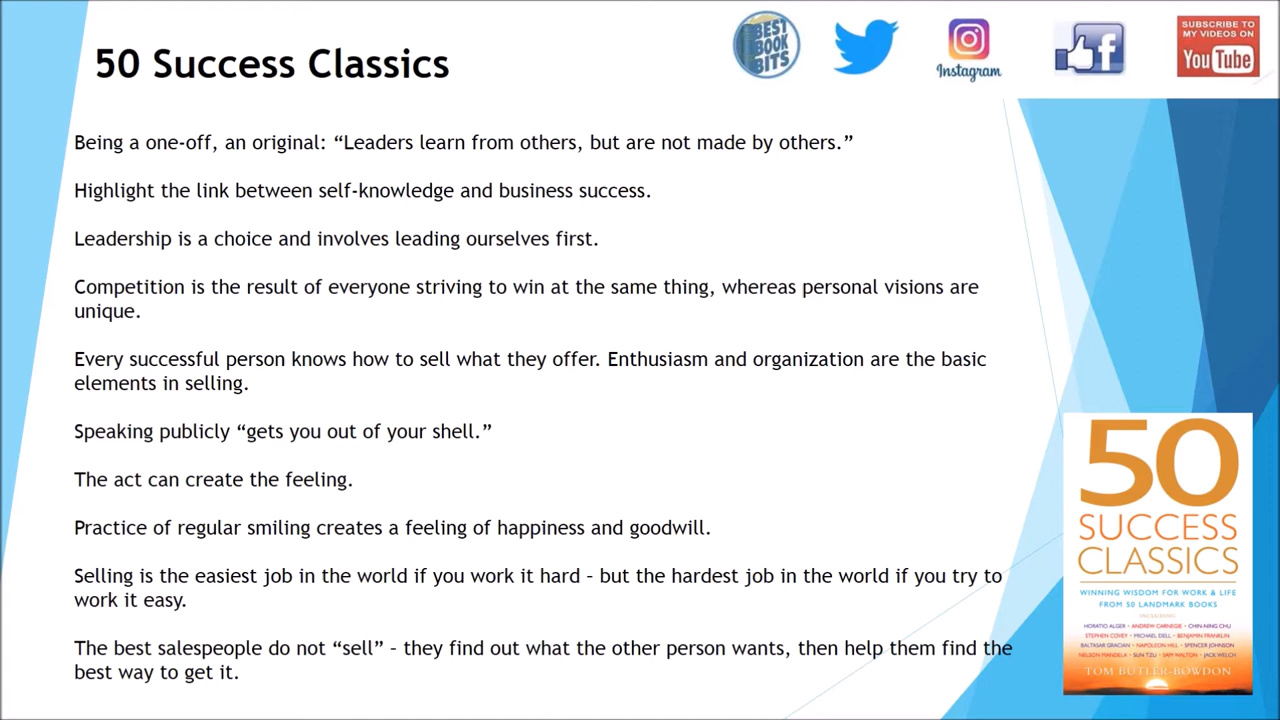 50 Success Classics
BEST
BOOK
BITS
Instagram
f
SUBSCRIBE TO
MY VIDEOS ON
YouTube
Being a one-off, an original: “Leaders learn from others, but are not made by others.”
Highlight the link between self-knowledge and business success.
Leadership is a choice and involves leading ourselves first.
Competition is the result of everyone striving to win at the same thing, whereas personal visions are
unique.
Every successful person knows how to sell what they offer. Enthusiasm and organization are the basic
elements in selling.
Speaking publicly “gets you out of your shell.”
The act can create the feeling.
Practice of regular smiling creates a feeling of happiness and goodwill.
Selling is the easiest job in the world if you work it hard – but the hardest job in the world if you try to
work it easy.
The best salespeople do not “sell” – they find out what the other person wants, then help them find the
best way to get it.
50
SUCCESS
CLASSICS
WINNING WISDOM FOR WORK & LIFE
FROM 50 LANDMARK BOOKS
INCLUDING
HORATIO ALGER • ANDREW CARNEGIE • CHIN-NING CHU
STEPHEN COVEY • MICHAEL DELL • BENJAMIN FRANKLIN
BALTASAR GRACIAN • NAPOLEON HILL • SPENCER JOHNSON
NELSON MANDELA • SUN TZU • SAM WALTON • JACK WELCH
TOM BUTLER-BOWDON